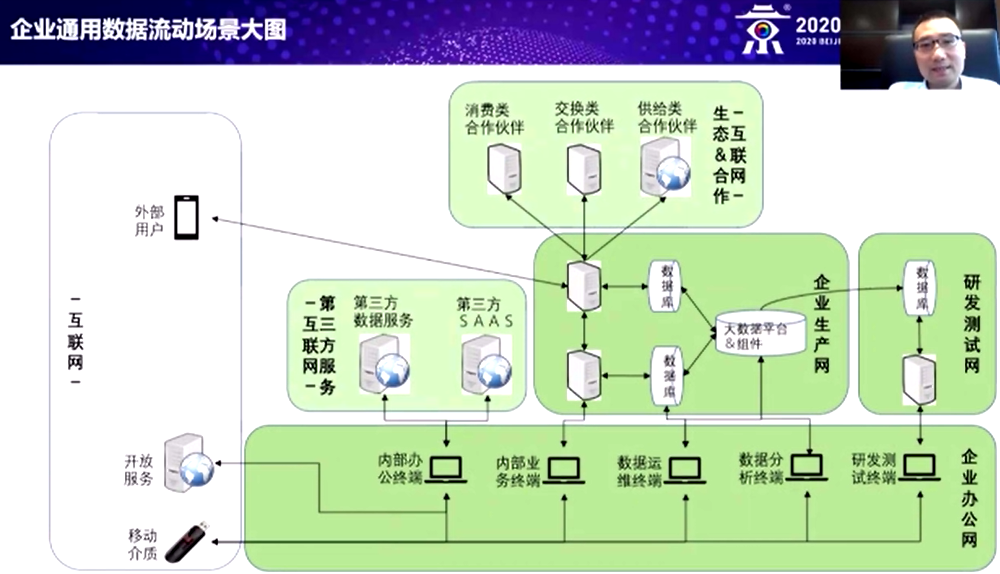 企业通用数据流动场景大图
2020
2020 BEIJI
消费类
合作伙伴
交换类
合作伙伴
供给类
合作伙伴
生态&合作
-互联网-
外部
用户
-互联网-
第三方服务
-互联网-
第三方
数据服务
第三方
SAAS
数据库
数据库
大数据平台
&组件
企业生产网
数据库
研发测试网
开放
服务
移动
介质
内部办
公终端
内部业
务终端
数据运
维终端
数据分
析终端
研发测
试终端
企业办公网